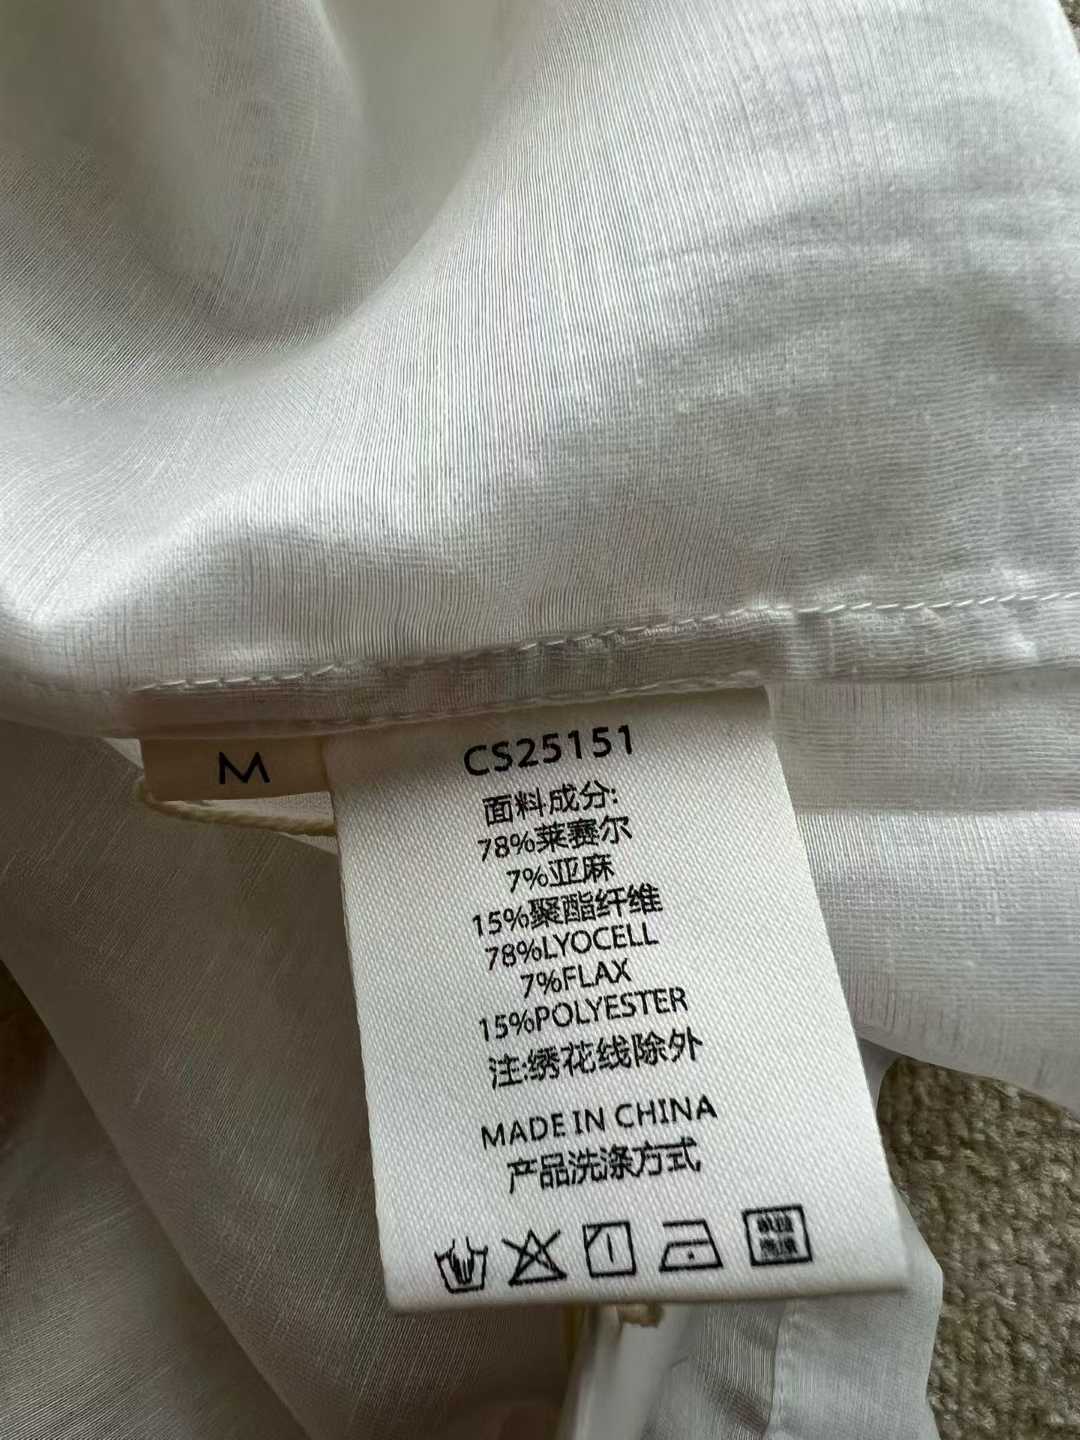 M
CS25151
面料成分:
78%莱赛尔
7%亚麻
15%聚酯纤维
78%LYOCELL
7%FLAX
15%POLYESTER
注:绣花线除外
MADE IN CHINA
产品洗涤方式